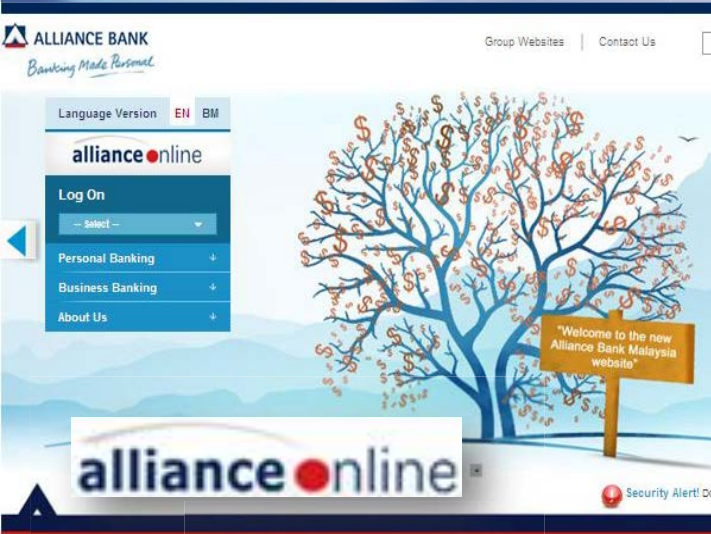 ALLIANCE BANK
Banking Made Personal
Group Websites | Contact Us
Language Version EN BM
alliance online
Log On
-- Select --
Personal Banking
Business Banking
About Us
"Welcome to the new
Alliance Bank Malaysia
website"
alliance online
Security Alert!